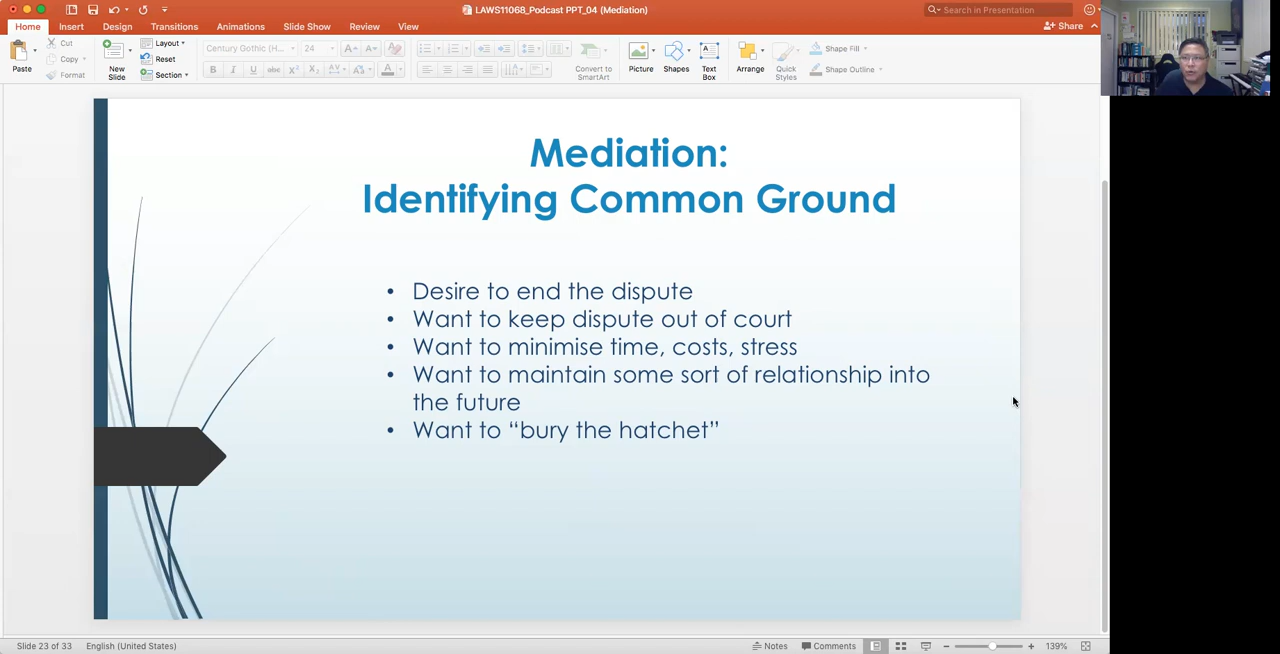 LAWS11068_Podcast PPT_04 (Mediation)
Search in Presentation
Home Insert Design Transitions Animations Slide Show Review View
Share
Paste
Cut
Copy
Format
New Slide
Layout
Reset
Section
Century Gothic (H... 24
Convert to SmartArt
Picture
Shapes
Text Box
Arrange
Quick Styles
Shape Fill
Shape Outline
Mediation:
Identifying Common Ground
• Desire to end the dispute
• Want to keep dispute out of court
• Want to minimise time, costs, stress
• Want to maintain some sort of relationship into
the future
• Want to “bury the hatchet”
Slide 23 of 33 English (United States) Notes Comments 139%